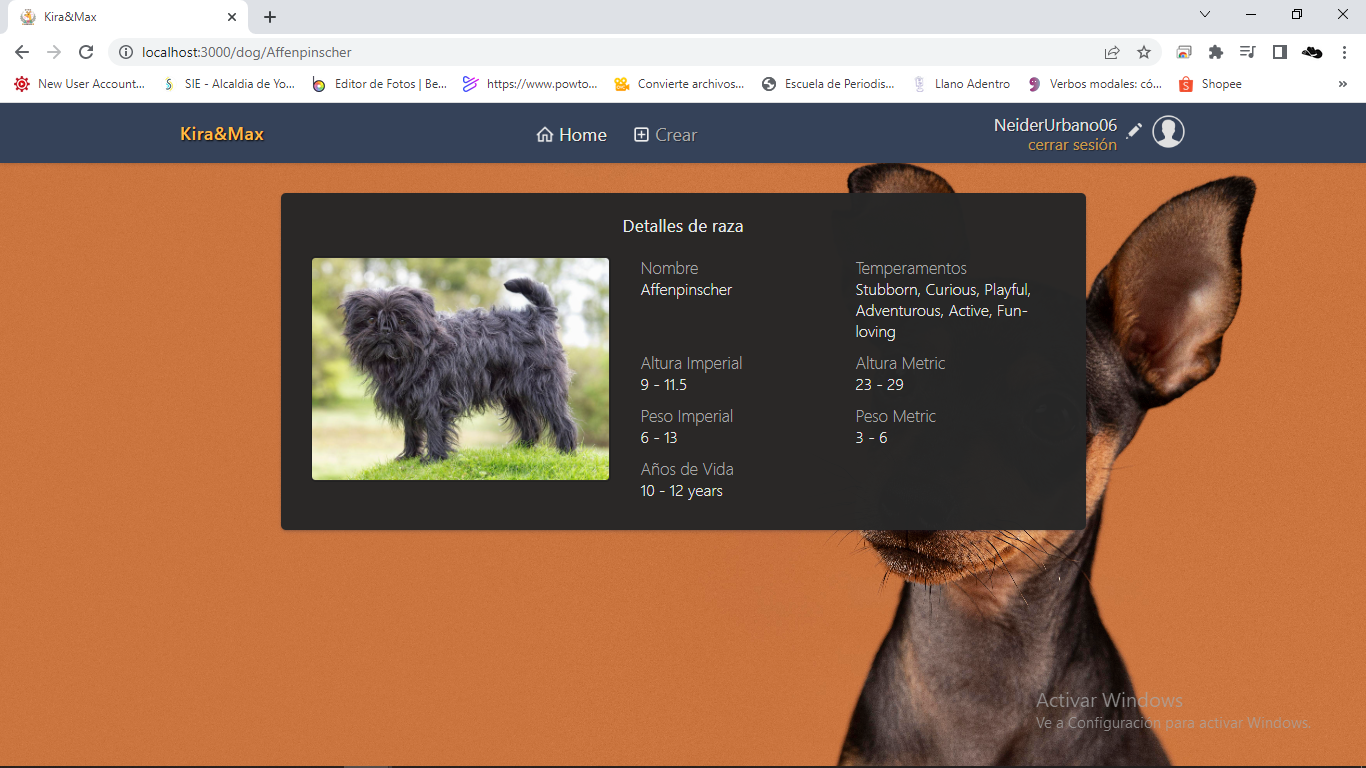 Kira&Max
localhost:3000/dog/Affenpinscher
New User Account...
SIE - Alcaldia de Yo...
Editor de Fotos | Be...
https://www.powto...
Convierte archivos...
Escuela de Periodis...
Llano Adentro
Verbos modales: có...
Shopee
»
Kira&Max
Home
Crear
NeiderUrbano06
cerrar sesión
Detalles de raza
Nombre
Affenpinscher
Temperamentos
Stubborn, Curious, Playful,
Adventurous, Active, Fun-
loving
Altura Imperial
9 - 11.5
Altura Metric
23 - 29
Peso Imperial
6 - 13
Peso Metric
3 - 6
Años de Vida
10 - 12 years
Activar Windows
Ve a Configuración para activar Windows.